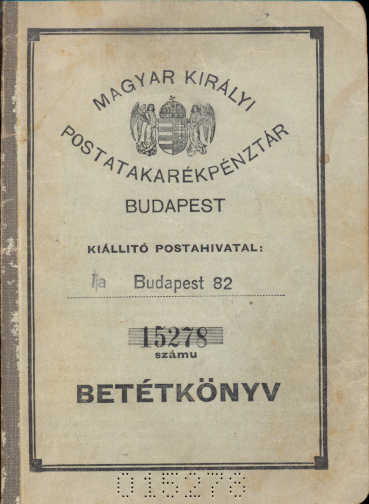 MAGYAR KIRÁLYI
POSTATAKARÉKPÉNZTÁR
BUDAPEST
KIÁLLITÓ POSTAHIVATAL:
Budapest 82
15278
számu
BETÉTKÖNYV
015278